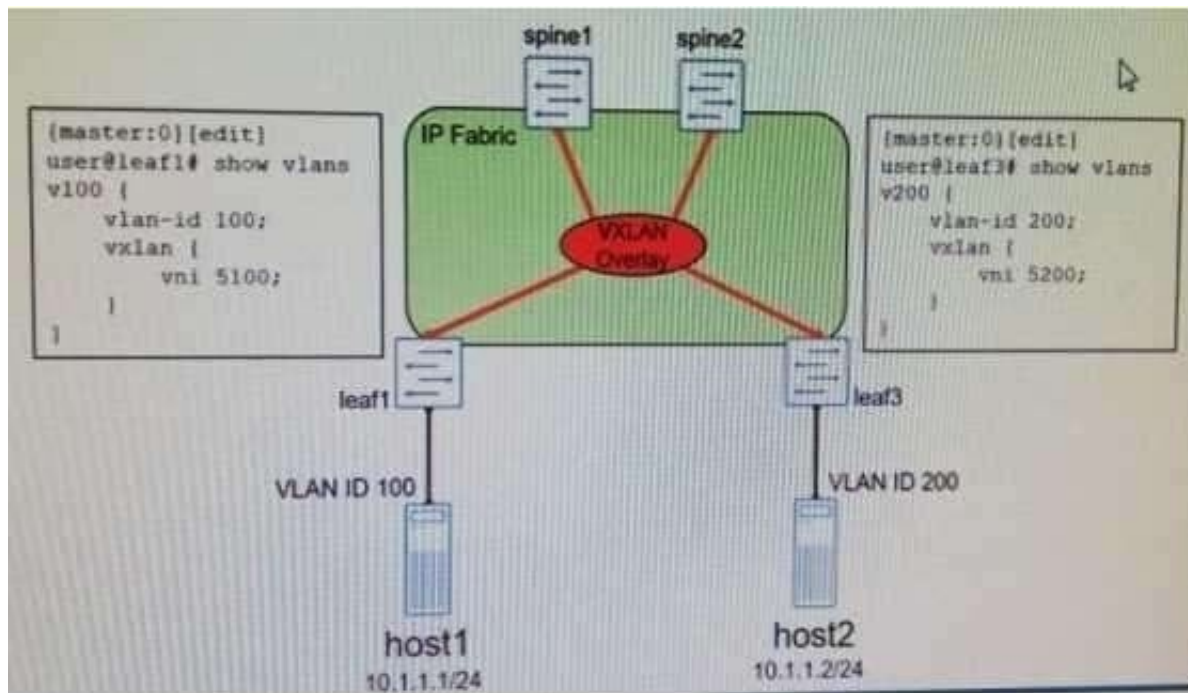 spine1
spine2
{master:0}[edit]
user@leaf1# show vlans
v100 {
vlan-id 100;
vxlan {
vni 5100;
}
}
IP Fabric
VXLAN
Overlay
{master:0}[edit]
user@leaf3# show vlans
v200 {
vlan-id 200;
vxlan {
vni 5200;
}
}
leaf1
leaf3
VLAN ID 100
VLAN ID 200
host1
10.1.1.1/24
host2
10.1.1.2/24